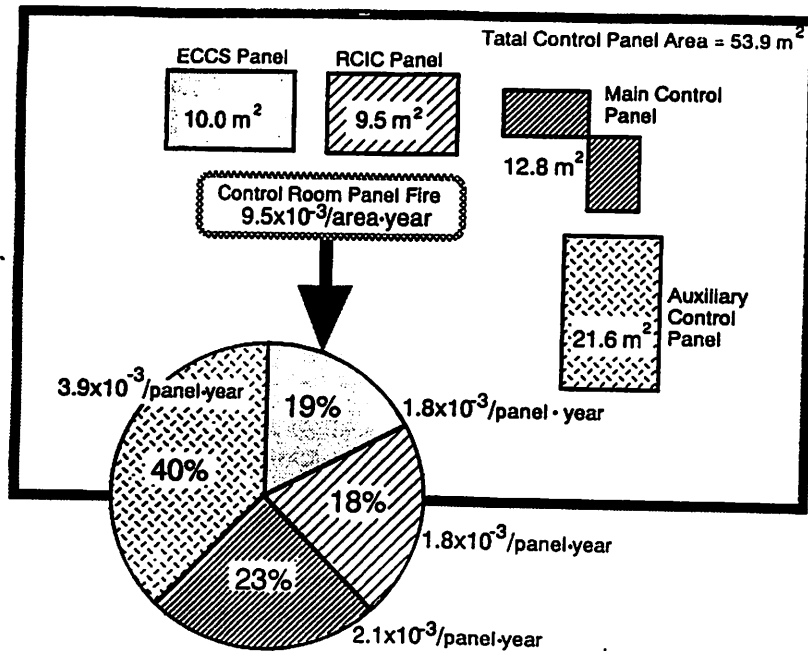 Tatal Control Panel Area = 53.9 m²
ECCS Panel
10.0 m²
RCIC Panel
9.5 m²
Main Control
Panel
12.8 m²
Control Room Panel Fire
9.5x10⁻³/area·year
Auxiliary
Control
Panel
21.6 m²
3.9x10⁻³/panel·year
19%
1.8x10⁻³/panel · year
40%
18%
1.8x10⁻³/panel·year
23%
2.1x10⁻³/panel·year